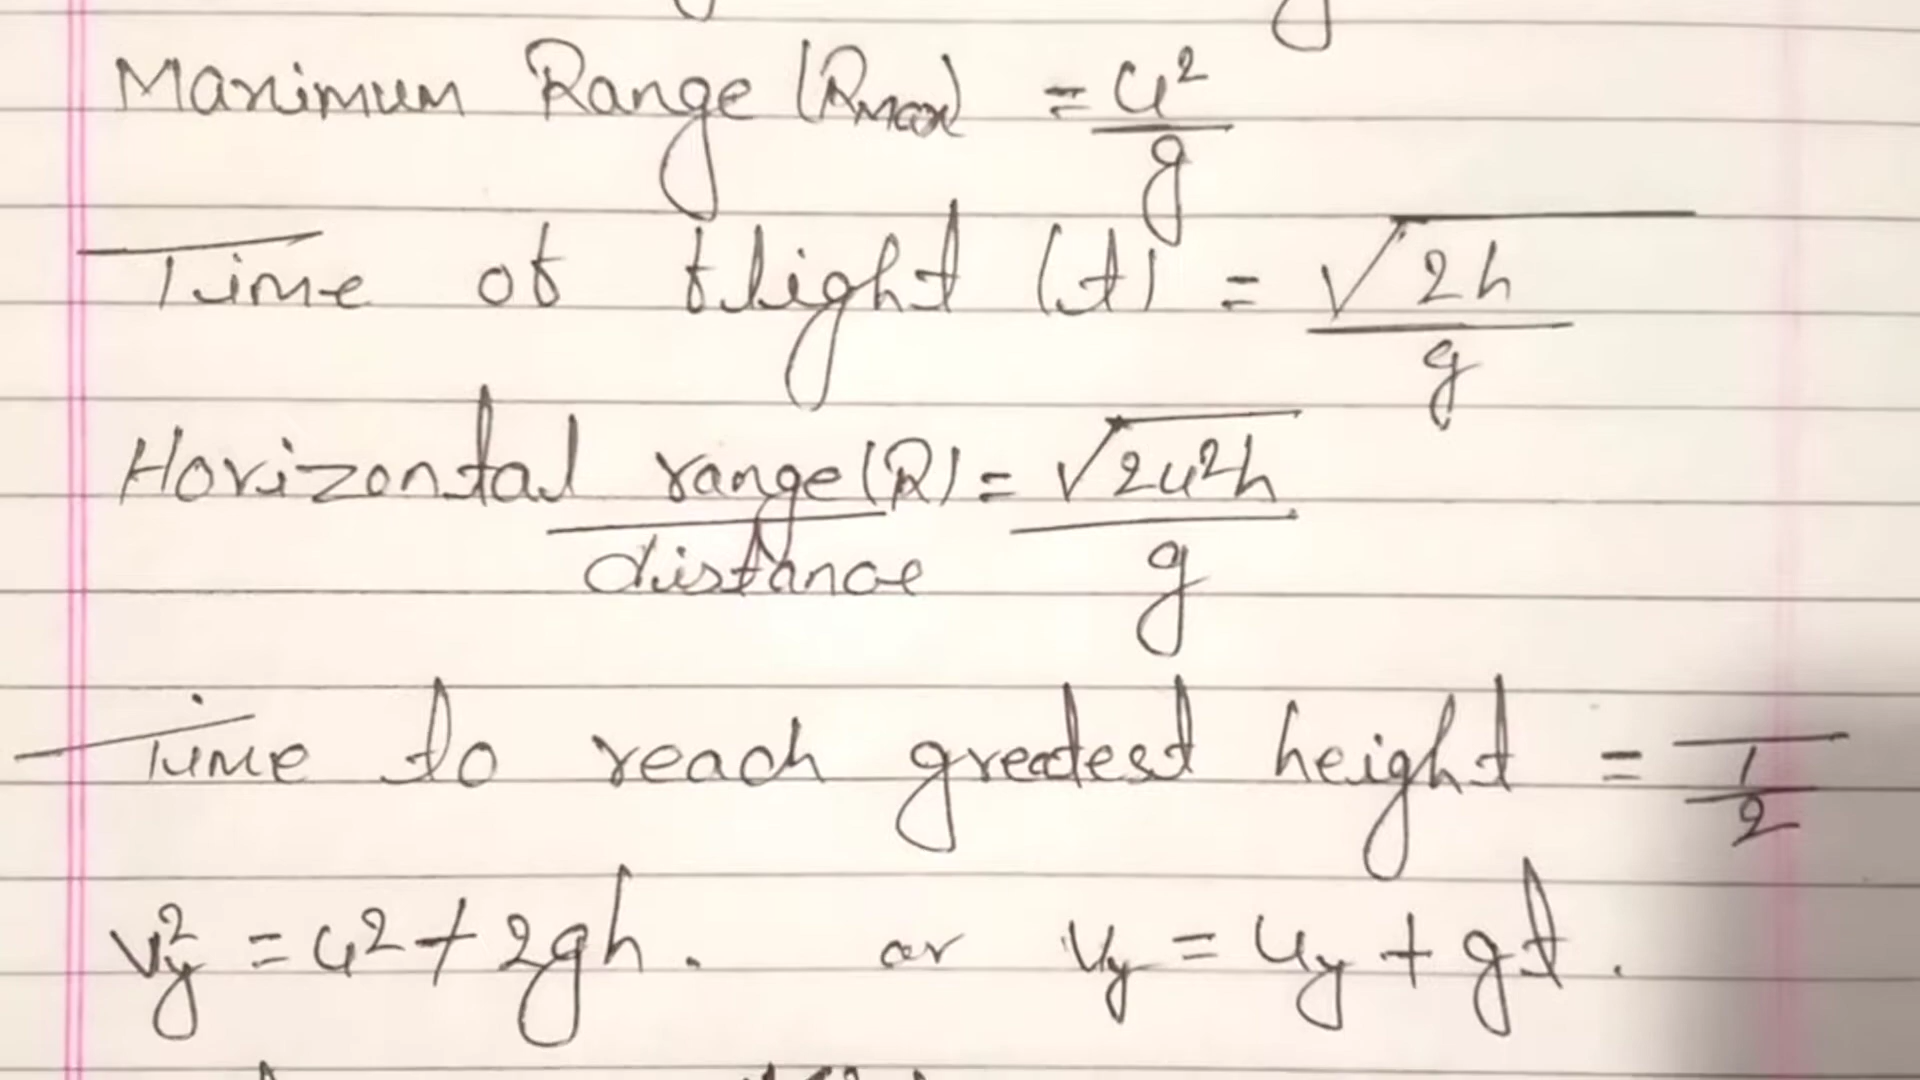 Maximum Range (Rmax) = u²/g
Time of flight (t) = √2h/g
Horizontal range (R) = √2u²h/g
distance
Time to reach greatest height = T/2
vy² = u² + 2gh. or vy = uy + gt.